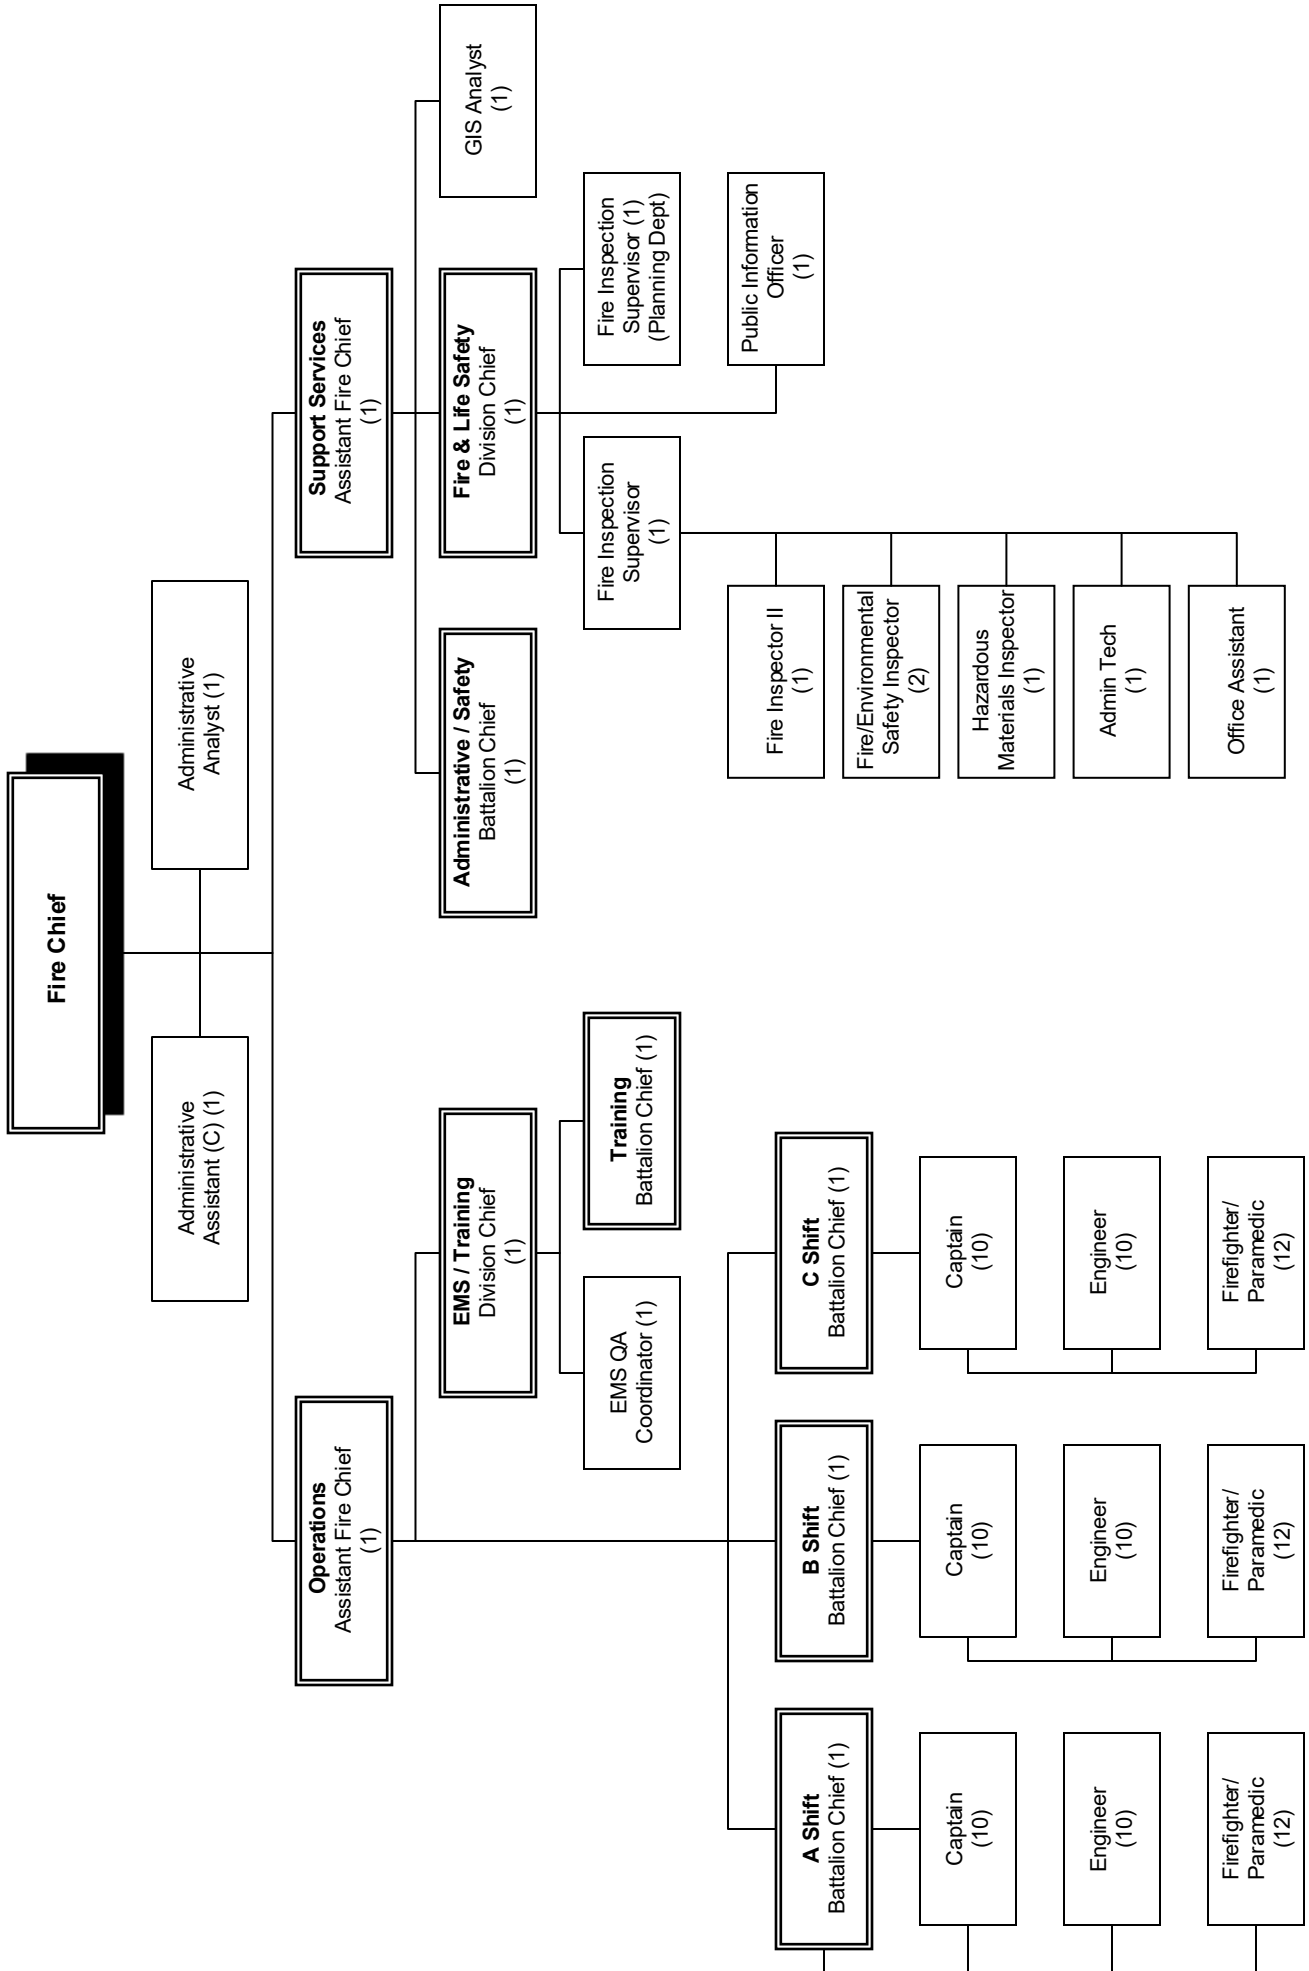 Fire Chief
Administrative
Assistant (C) (1)
Administrative
Analyst (1)
Operations
Assistant Fire Chief
(1)
Support Services
Assistant Fire Chief
(1)
EMS / Training
Division Chief
(1)
Administrative / Safety
Battalion Chief
(1)
Fire & Life Safety
Division Chief
(1)
GIS Analyst
(1)
EMS QA
Coordinator (1)
Training
Battalion Chief (1)
Fire Inspection
Supervisor
(1)
Fire Inspection
Supervisor (1)
(Planning Dept)
Public Information
Officer
(1)
Fire Inspector II
(1)
Fire/Environmental
Safety Inspector
(2)
Hazardous
Materials Inspector
(1)
Admin Tech
(1)
Office Assistant
(1)
A Shift
Battalion Chief (1)
Captain
(10)
Engineer
(10)
Firefighter/
Paramedic
(12)
B Shift
Battalion Chief (1)
Captain
(10)
Engineer
(10)
Firefighter/
Paramedic
(12)
C Shift
Battalion Chief (1)
Captain
(10)
Engineer
(10)
Firefighter/
Paramedic
(12)